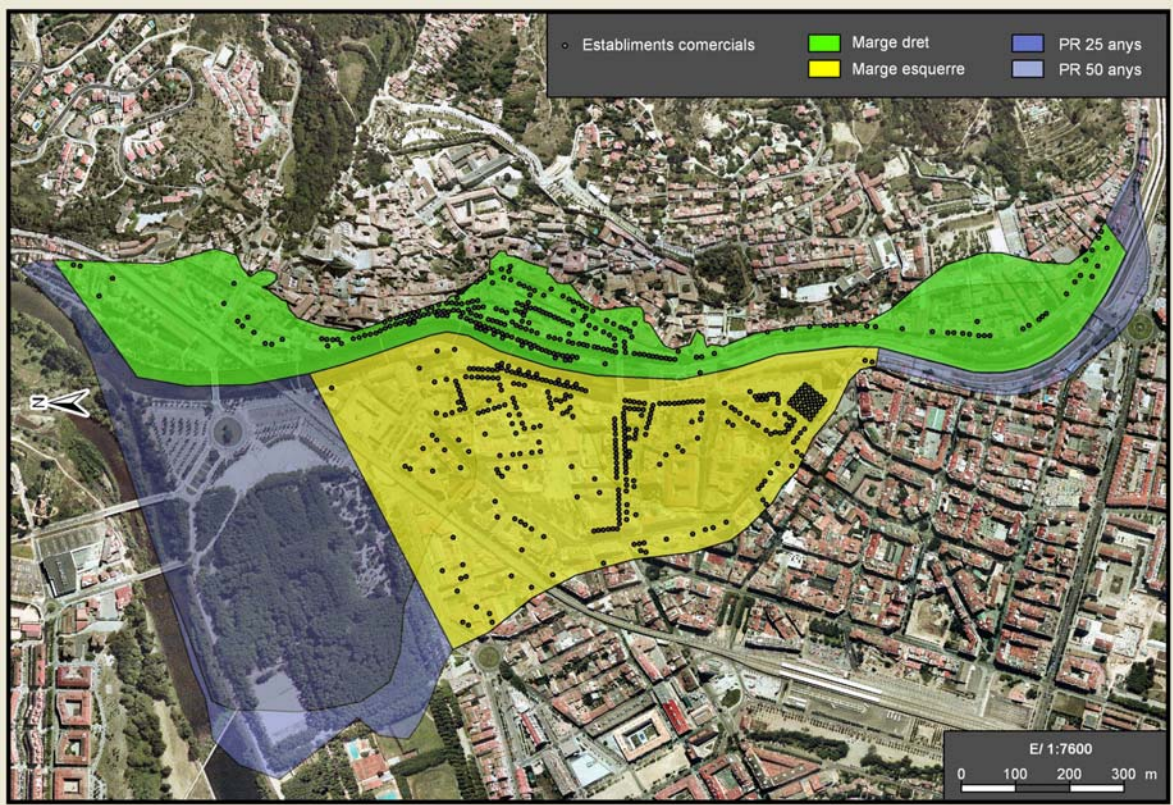 Establiments comercials
Marge dret
Marge esquerre
PR 25 anys
PR 50 anys
N
E/ 1:7600
0 100 200 300 m